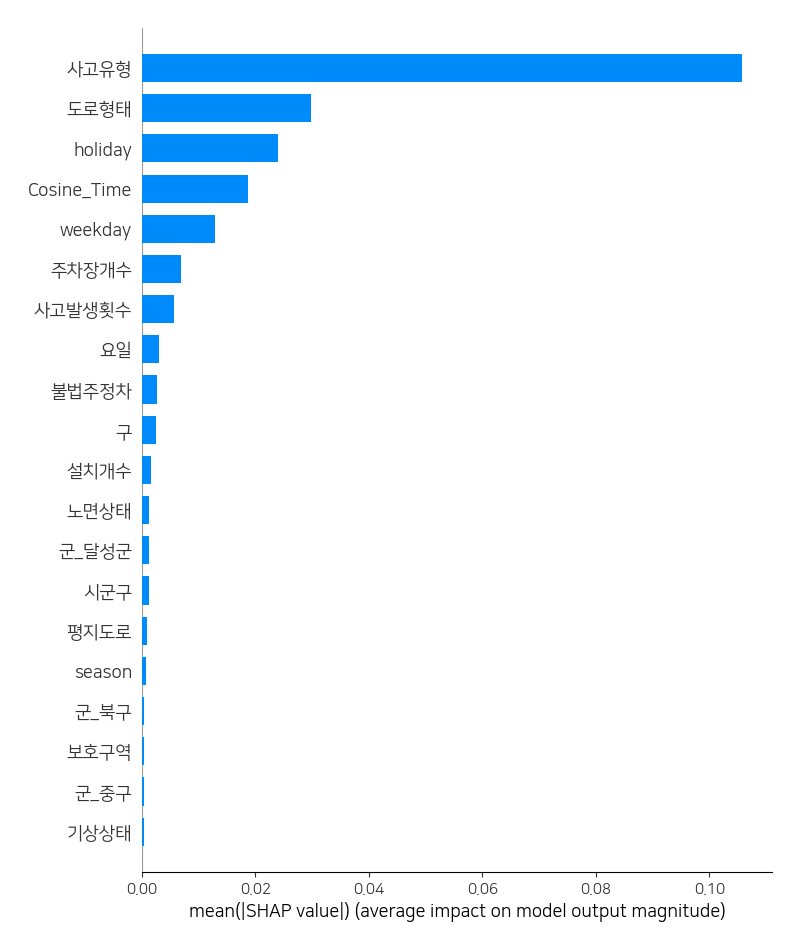 사고유형
도로형태
holiday
Cosine_Time
weekday
주차장개수
사고발생횟수
요일
불법주정차
구
설치개수
노면상태
군_달성군
시군구
평지도로
season
군_북구
보호구역
군_중구
기상상태
0.00 0.02 0.04 0.06 0.08 0.10
mean(|SHAP value|) (average impact on model output magnitude)